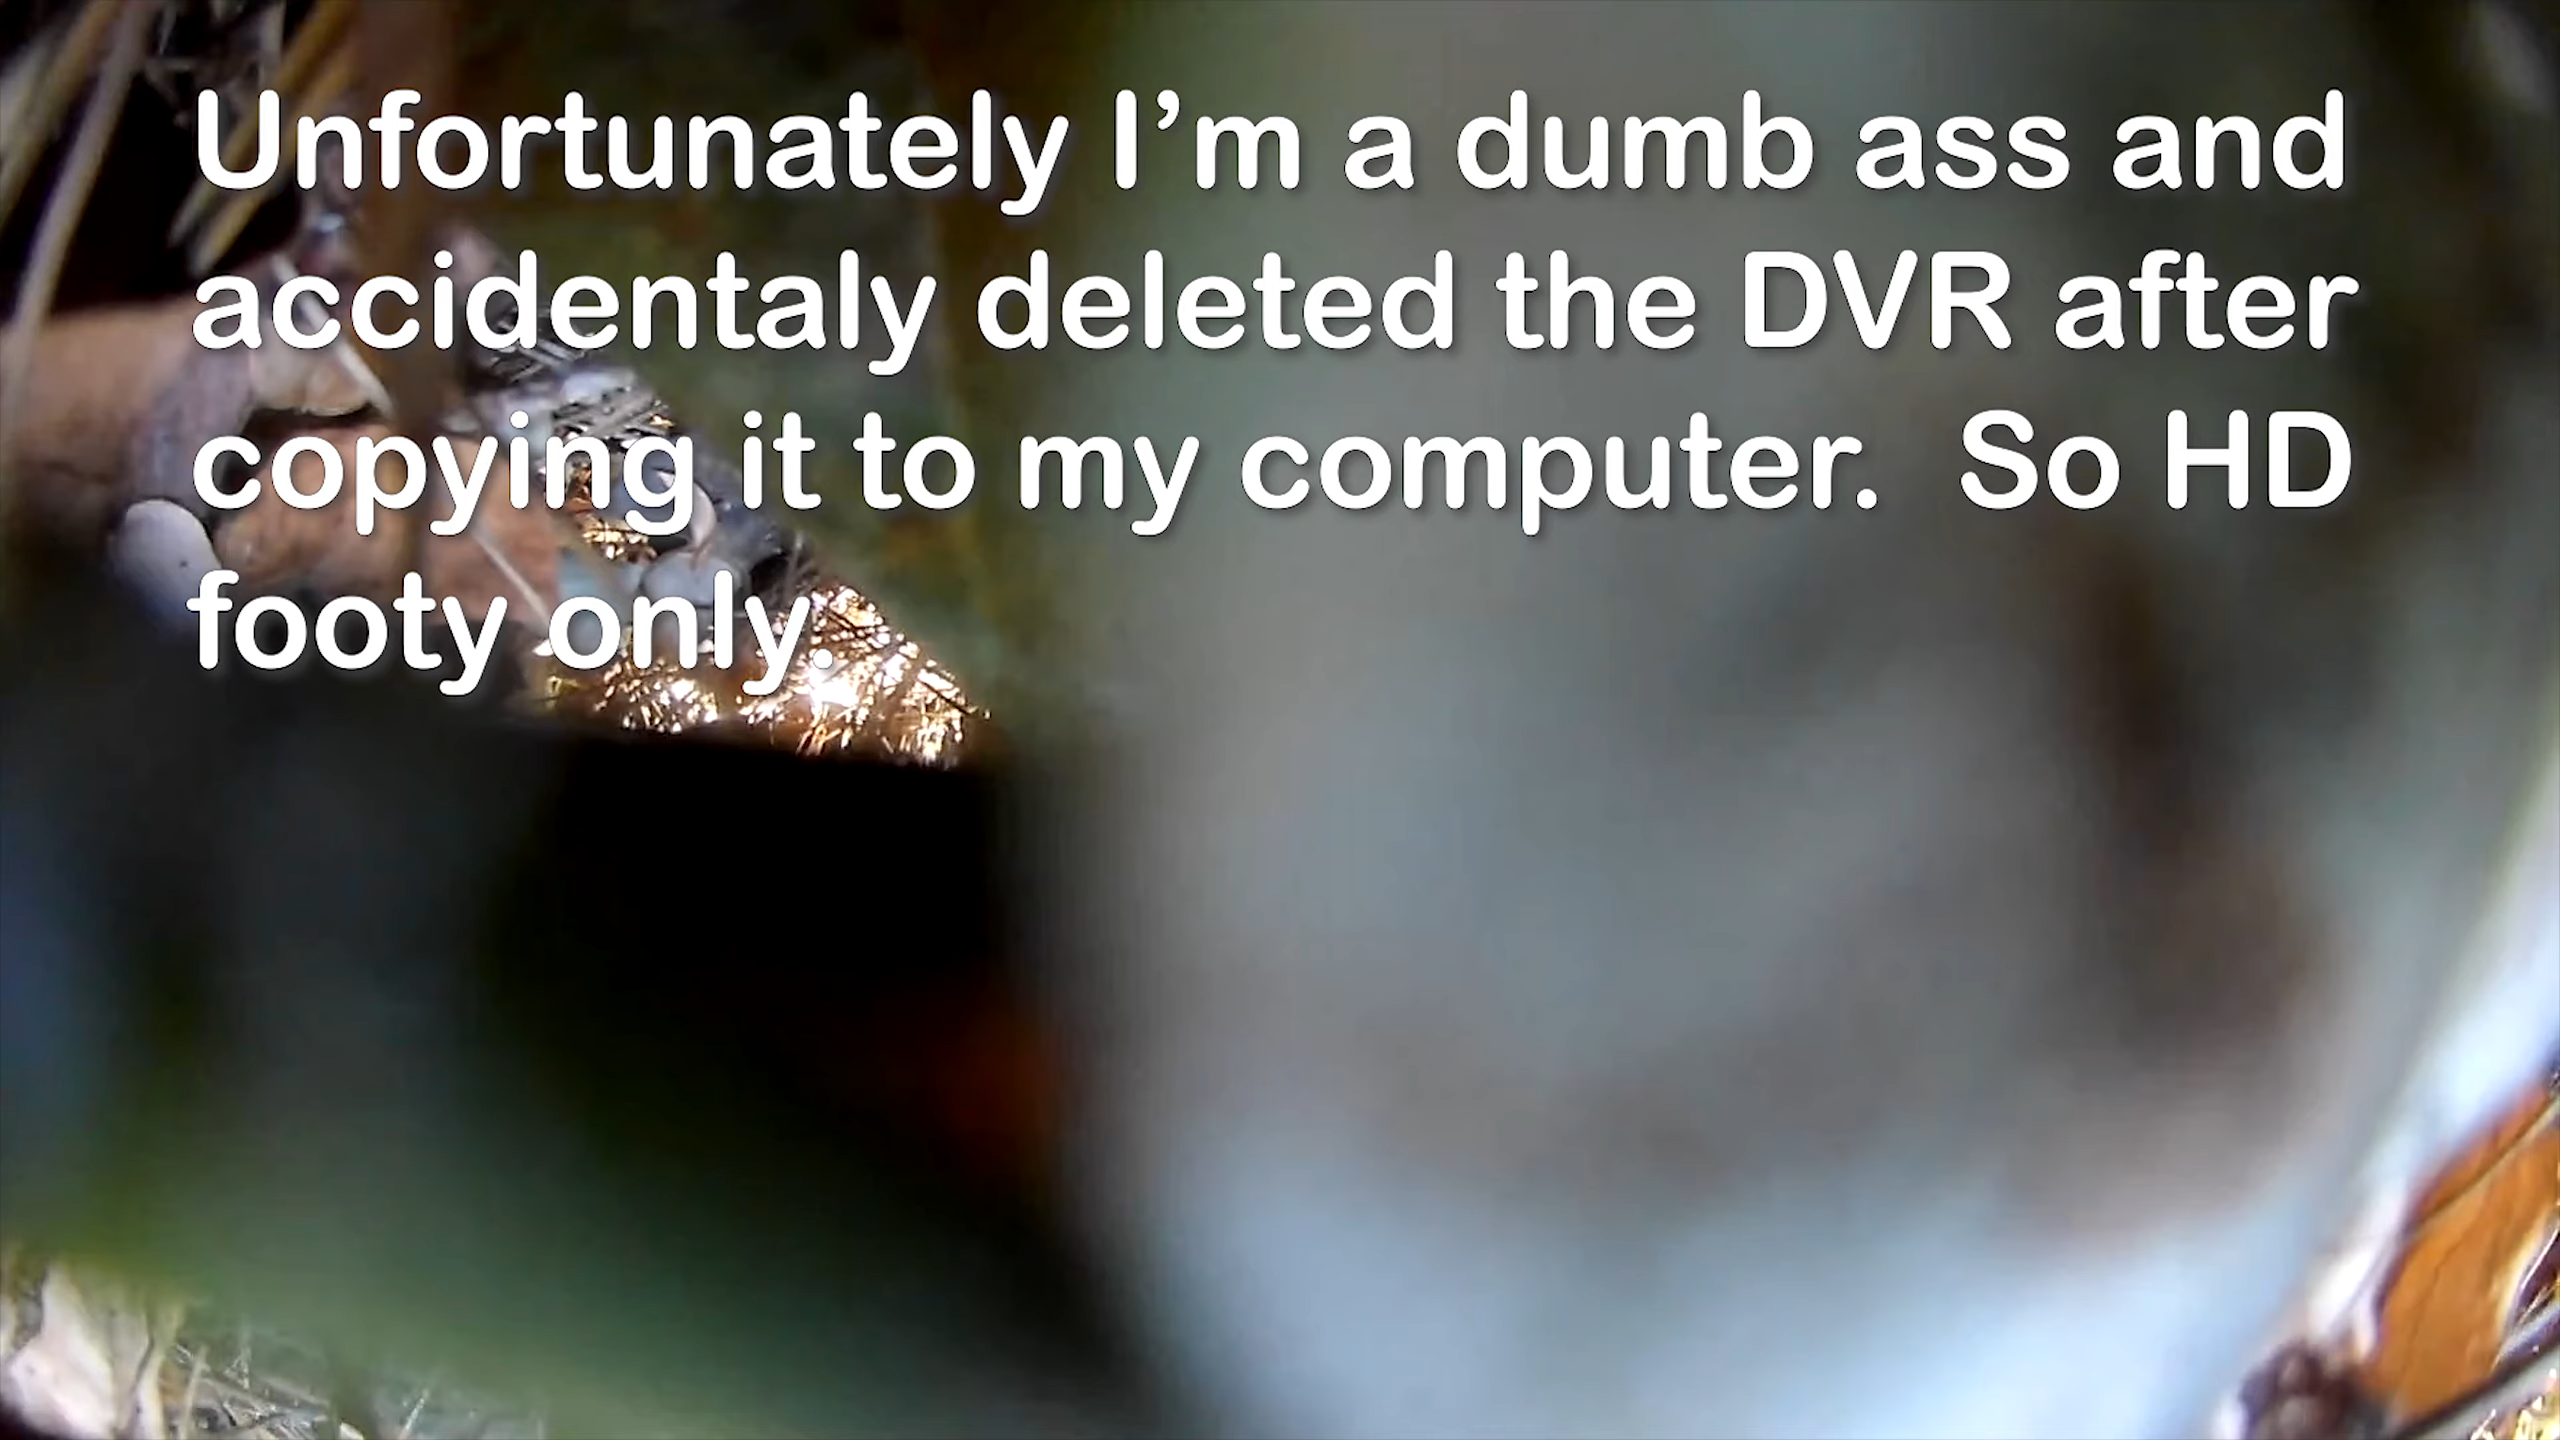 Unfortunately I’m a dumb ass and
accidentaly deleted the DVR after
copying it to my computer.  So HD
footy only.